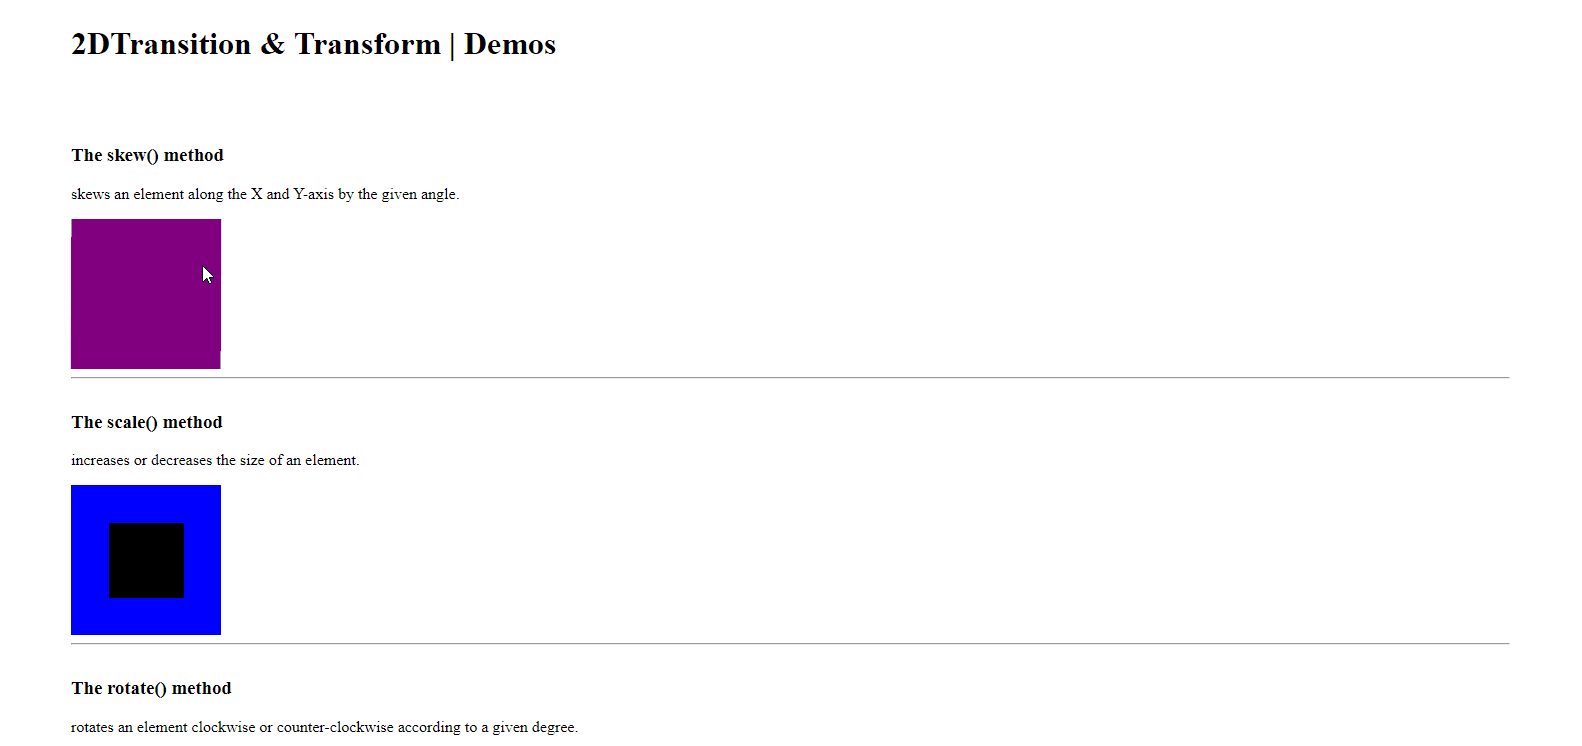 2DTransition & Transform | Demos
The skew() method
skews an element along the X and Y-axis by the given angle.
The scale() method
increases or decreases the size of an element.
The rotate() method
rotates an element clockwise or counter-clockwise according to a given degree.